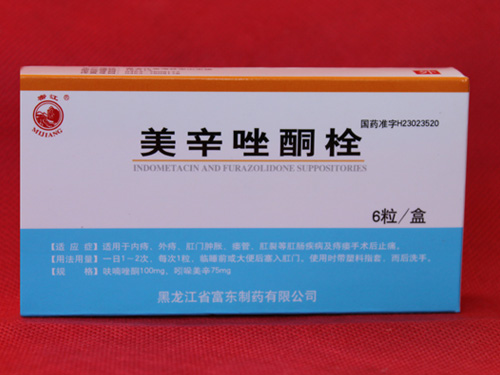 MIJIANG
国药准字H23023520
美辛唑酮栓
INDOMETACIN AND FURAZOLIDONE SUPPOSITORIES
6粒/盒
【适应症】适用于内痔、外痔、肛门肿胀、瘘管、肛裂等肛肠疾病及痔瘘手术后止痛。
【用法用量】一日1~2次，每次1粒，临睡前或大便后塞入肛门。使用时带塑料指套，而后洗手。
【规格】呋喃唑酮100mg，吲哚美辛75mg
黑龙江省富东制药有限公司